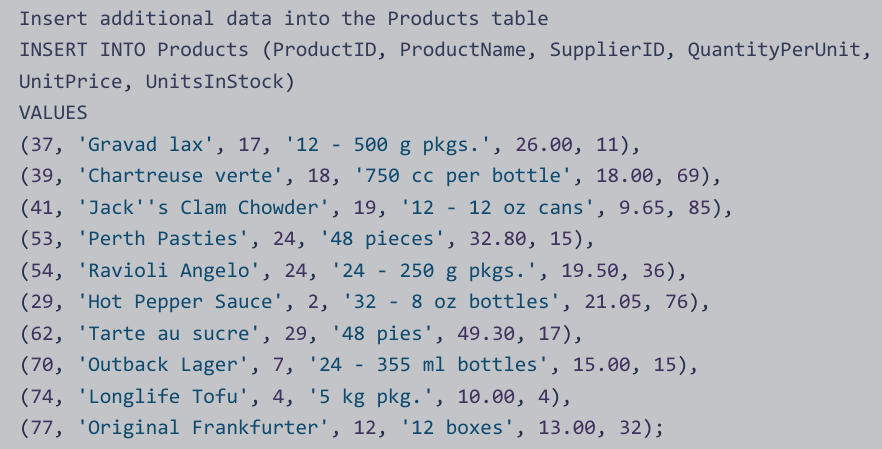 Insert additional data into the Products table
INSERT INTO Products (ProductID, ProductName, SupplierID, QuantityPerUnit,
UnitPrice, UnitsInStock)
VALUES
(37, 'Gravad lax', 17, '12 - 500 g pkgs.', 26.00, 11),
(39, 'Chartreuse verte', 18, '750 cc per bottle', 18.00, 69),
(41, 'Jack''s Clam Chowder', 19, '12 - 12 oz cans', 9.65, 85),
(53, 'Perth Pasties', 24, '48 pieces', 32.80, 15),
(54, 'Ravioli Angelo', 24, '24 - 250 g pkgs.', 19.50, 36),
(29, 'Hot Pepper Sauce', 2, '32 - 8 oz bottles', 21.05, 76),
(62, 'Tarte au sucre', 29, '48 pies', 49.30, 17),
(70, 'Outback Lager', 7, '24 - 355 ml bottles', 15.00, 15),
(74, 'Longlife Tofu', 4, '5 kg pkg.', 10.00, 4),
(77, 'Original Frankfurter', 12, '12 boxes', 13.00, 32);